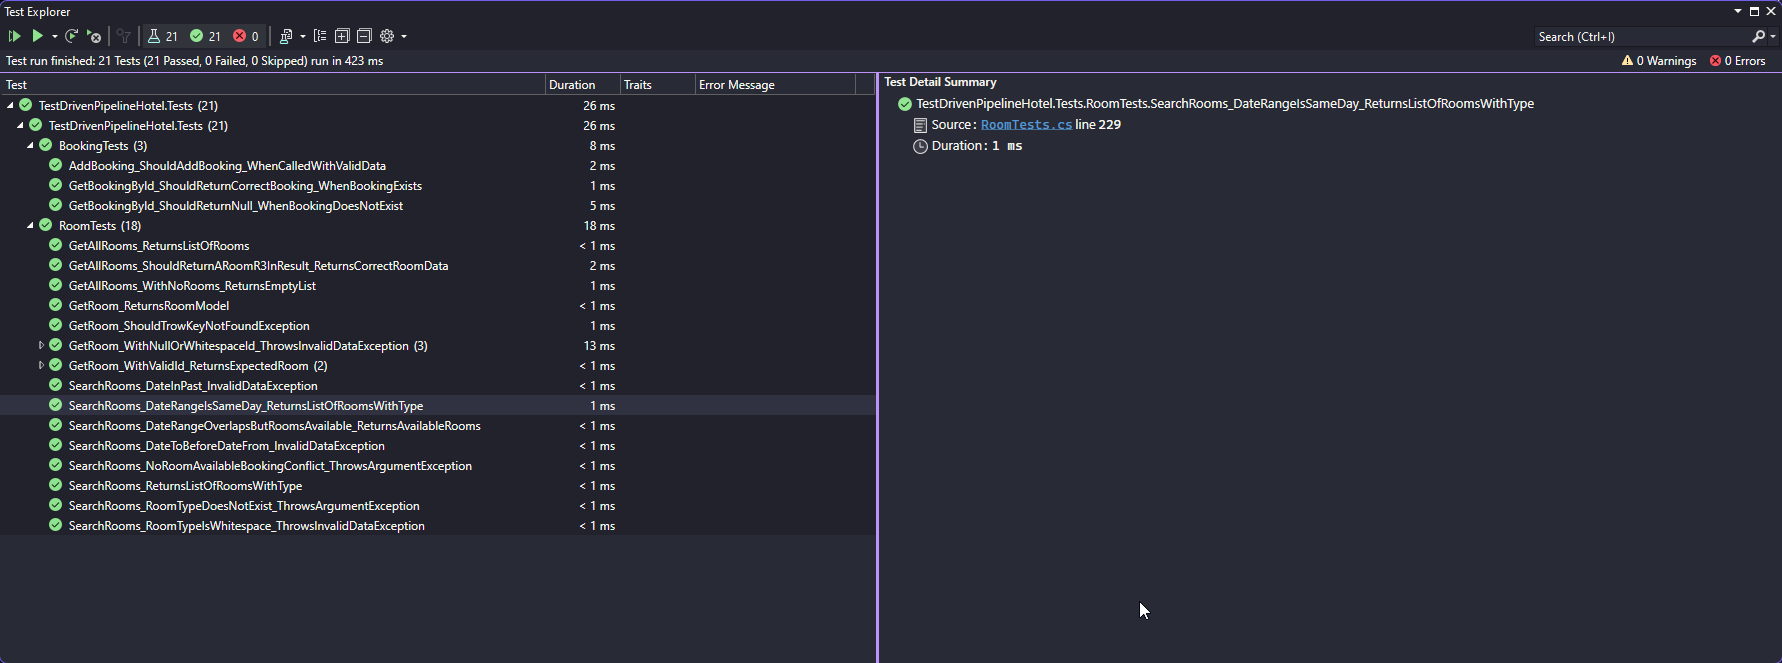 Test Explorer
21 21 0
Search (Ctrl+I)
Test run finished: 21 Tests (21 Passed, 0 Failed, 0 Skipped) run in 423 ms
0 Warnings 0 Errors
Test Duration Traits Error Message
TestDrivenPipelineHotel.Tests (21) 26 ms
TestDrivenPipelineHotel.Tests (21) 26 ms
BookingTests (3) 8 ms
AddBooking_ShouldAddBooking_WhenCalledWithValidData 2 ms
GetBookingById_ShouldReturnCorrectBooking_WhenBookingExists 1 ms
GetBookingById_ShouldReturnNull_WhenBookingDoesNotExist 5 ms
RoomTests (18) 18 ms
GetAllRooms_ReturnsListOfRooms < 1 ms
GetAllRooms_ShouldReturnARoomR3InResult_ReturnsCorrectRoomData 2 ms
GetAllRooms_WithNoRooms_ReturnsEmptyList 1 ms
GetRoom_ReturnsRoomModel < 1 ms
GetRoom_ShouldTrowKeyNotFoundException 1 ms
GetRoom_WithNullOrWhitespaceId_ThrowsInvalidDataException (3) 13 ms
GetRoom_WithValidId_ReturnsExpectedRoom (2) < 1 ms
SearchRooms_DateInPast_InvalidDataException < 1 ms
SearchRooms_DateRangeIsSameDay_ReturnsListOfRoomsWithType 1 ms
SearchRooms_DateRangeOverlapsButRoomsAvailable_ReturnsAvailableRooms < 1 ms
SearchRooms_DateToBeforeDateFrom_InvalidDataException < 1 ms
SearchRooms_NoRoomAvailableBookingConflict_ThrowsArgumentException < 1 ms
SearchRooms_ReturnsListOfRoomsWithType < 1 ms
SearchRooms_RoomTypeDoesNotExist_ThrowsArgumentException < 1 ms
SearchRooms_RoomTypeIsWhitespace_ThrowsInvalidDataException < 1 ms
Test Detail Summary
TestDrivenPipelineHotel.Tests.RoomTests.SearchRooms_DateRangeIsSameDay_ReturnsListOfRoomsWithType
Source: RoomTests.cs line 229
Duration: 1 ms